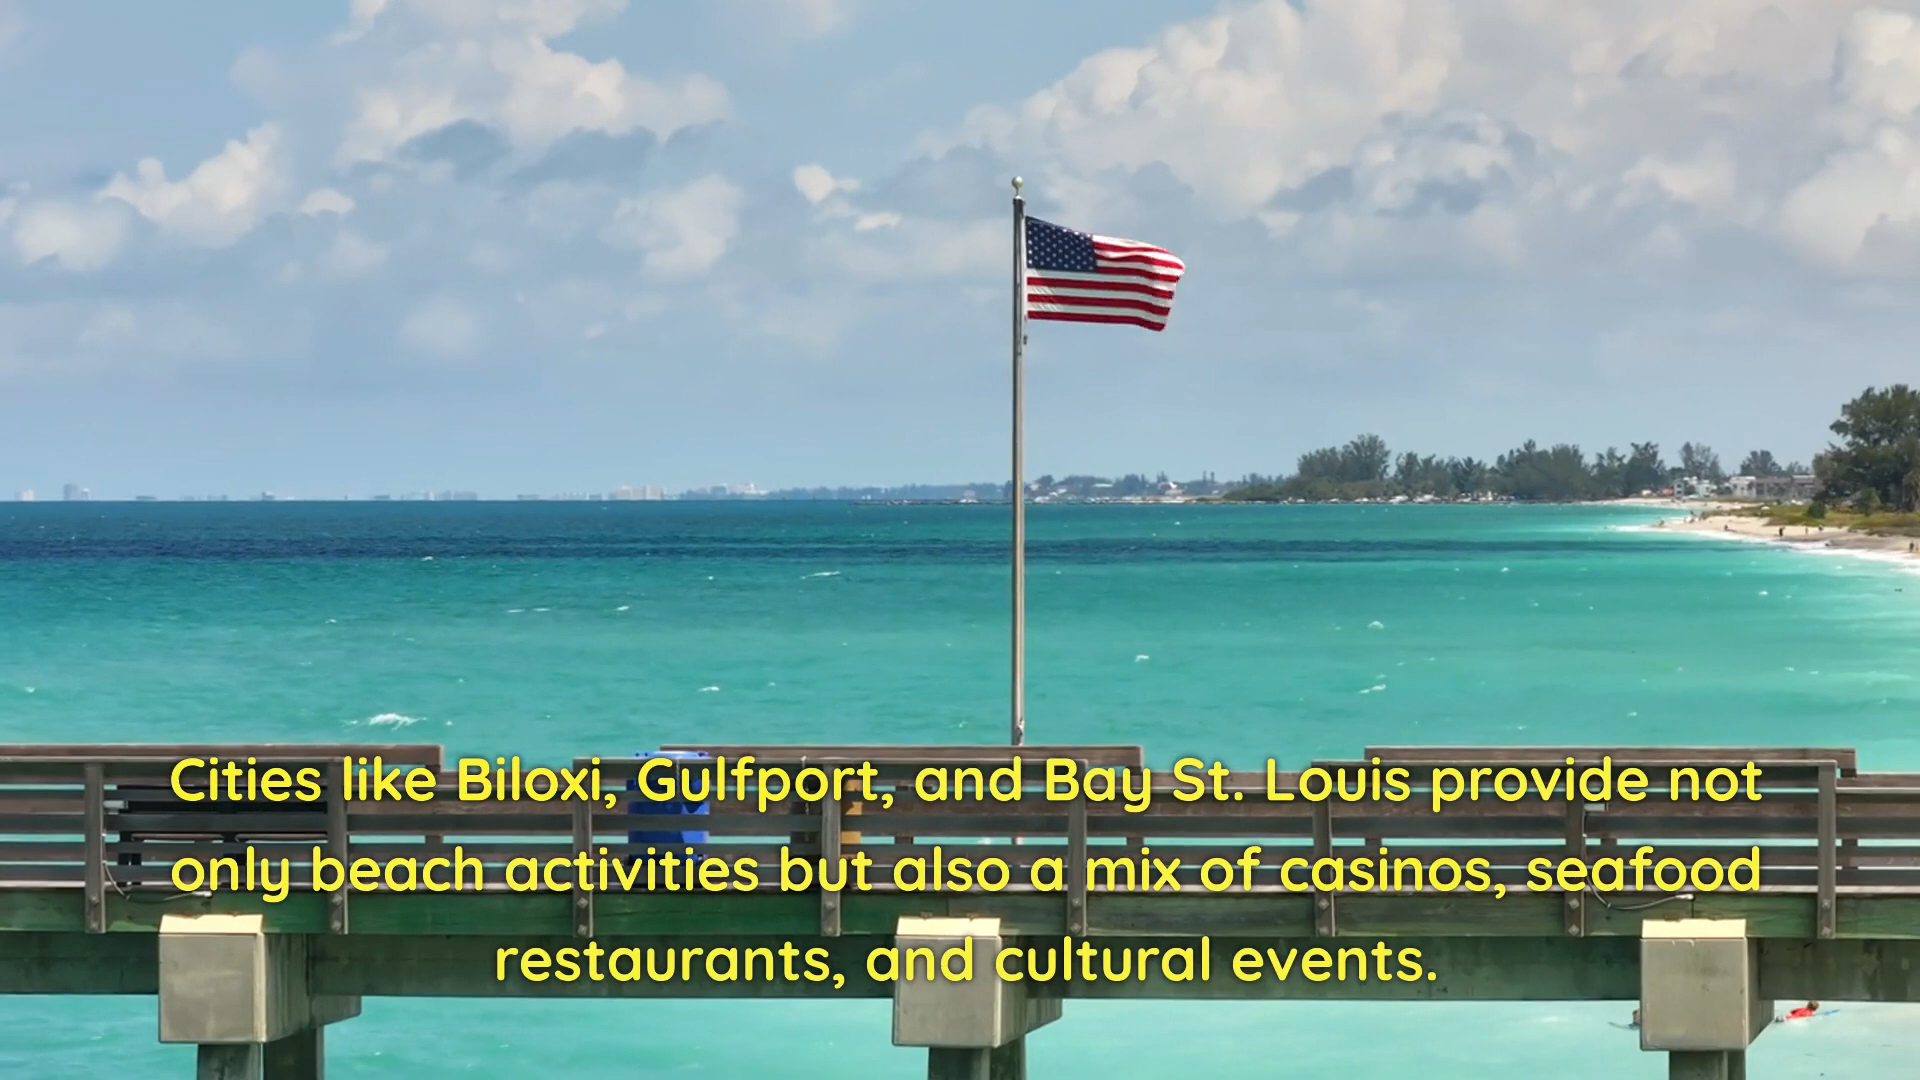 Cities like Biloxi, Gulfport, and Bay St. Louis provide not
only beach activities but also a mix of casinos, seafood
restaurants, and cultural events.